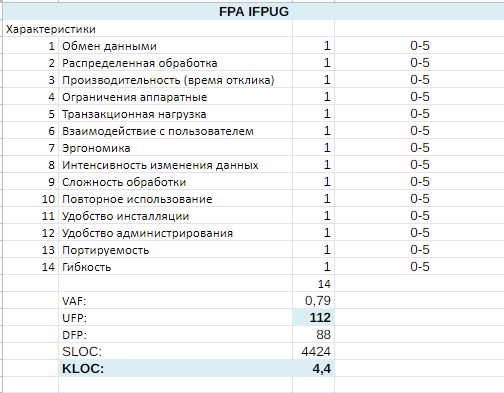 FPA IFPUG
Характеристики
1 Обмен данными 1 0-5
2 Распределенная обработка 1 0-5
3 Производительность (время отклика) 1 0-5
4 Ограничения аппаратные 1 0-5
5 Транзакционная нагрузка 1 0-5
6 Взаимодействие с пользователем 1 0-5
7 Эргономика 1 0-5
8 Интенсивность изменения данных 1 0-5
9 Сложность обработки 1 0-5
10 Повторное использование 1 0-5
11 Удобство инсталляции 1 0-5
12 Удобство администрирования 1 0-5
13 Портируемость 1 0-5
14 Гибкость 1 0-5
14
VAF: 0,79
UFP: 112
DFP: 88
SLOC: 4424
KLOC: 4,4